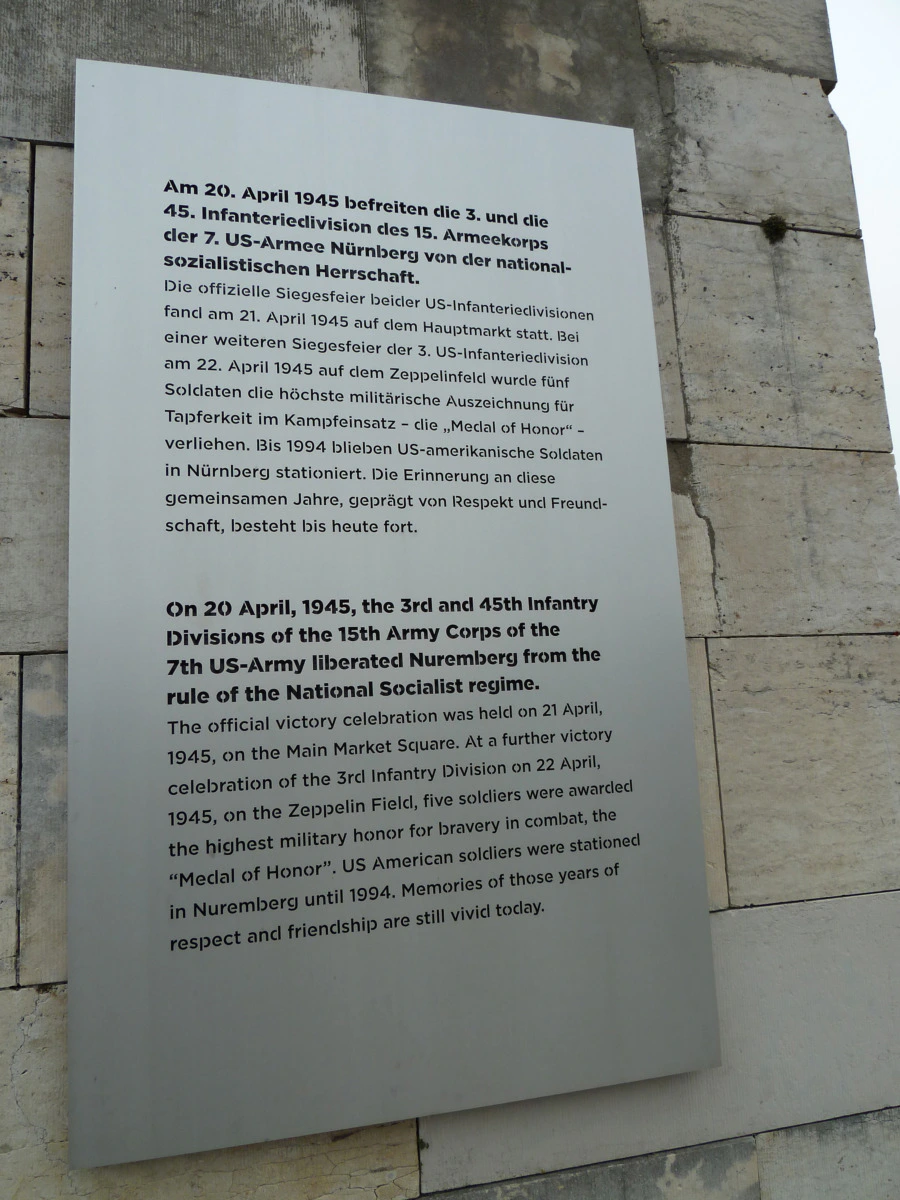 Am 20. April 1945 befreiten die 3. und die
45. Infanteriedivision des 15. Armeekorps
der 7. US-Armee Nürnberg von der national-
sozialistischen Herrschaft.
Die offizielle Siegesfeier beider US-Infanteriedivisionen
fand am 21. April 1945 auf dem Hauptmarkt statt. Bei
einer weiteren Siegesfeier der 3. US-Infanteriedivision
am 22. April 1945 auf dem Zeppelinfeld wurde fünf
Soldaten die höchste militärische Auszeichnung für
Tapferkeit im Kampfeinsatz – die „Medal of Honor“ –
verliehen. Bis 1994 blieben US-amerikanische Soldaten
in Nürnberg stationiert. Die Erinnerung an diese
gemeinsamen Jahre, geprägt von Respekt und Freund-
schaft, besteht bis heute fort.
On 20 April, 1945, the 3rd and 45th Infantry
Divisions of the 15th Army Corps of the
7th US-Army liberated Nuremberg from the
rule of the National Socialist regime.
The official victory celebration was held on 21 April,
1945, on the Main Market Square. At a further victory
celebration of the 3rd Infantry Division on 22 April,
1945, on the Zeppelin Field, five soldiers were awarded
the highest military honor for bravery in combat, the
“Medal of Honor”. US American soldiers were stationed
in Nuremberg until 1994. Memories of those years of
respect and friendship are still vivid today.